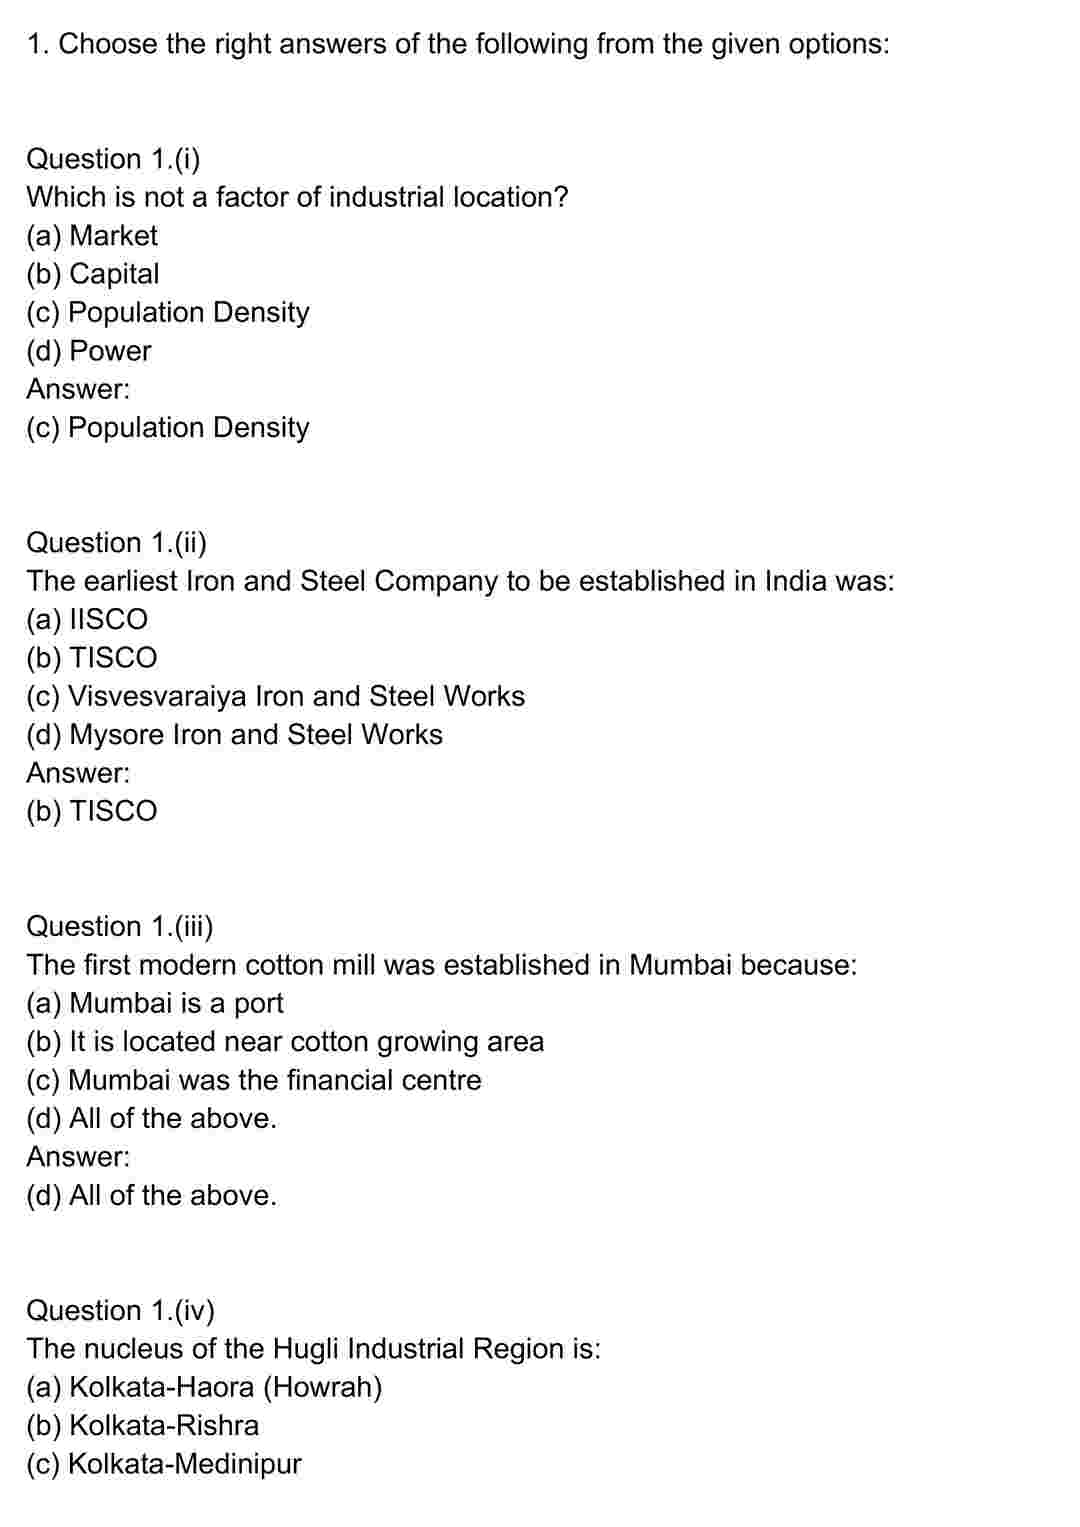 1. Choose the right answers of the following from the given options:
Question 1.(i)
Which is not a factor of industrial location?
(a) Market
(b) Capital
(c) Population Density
(d) Power
Answer:
(c) Population Density
Question 1.(ii)
The earliest Iron and Steel Company to be established in India was:
(a) IISCO
(b) TISCO
(c) Visvesvaraiya Iron and Steel Works
(d) Mysore Iron and Steel Works
Answer:
(b) TISCO
Question 1.(iii)
The first modern cotton mill was established in Mumbai because:
(a) Mumbai is a port
(b) It is located near cotton growing area
(c) Mumbai was the financial centre
(d) All of the above.
Answer:
(d) All of the above.
Question 1.(iv)
The nucleus of the Hugli Industrial Region is:
(a) Kolkata-Haora (Howrah)
(b) Kolkata-Rishra
(c) Kolkata-Medinipur